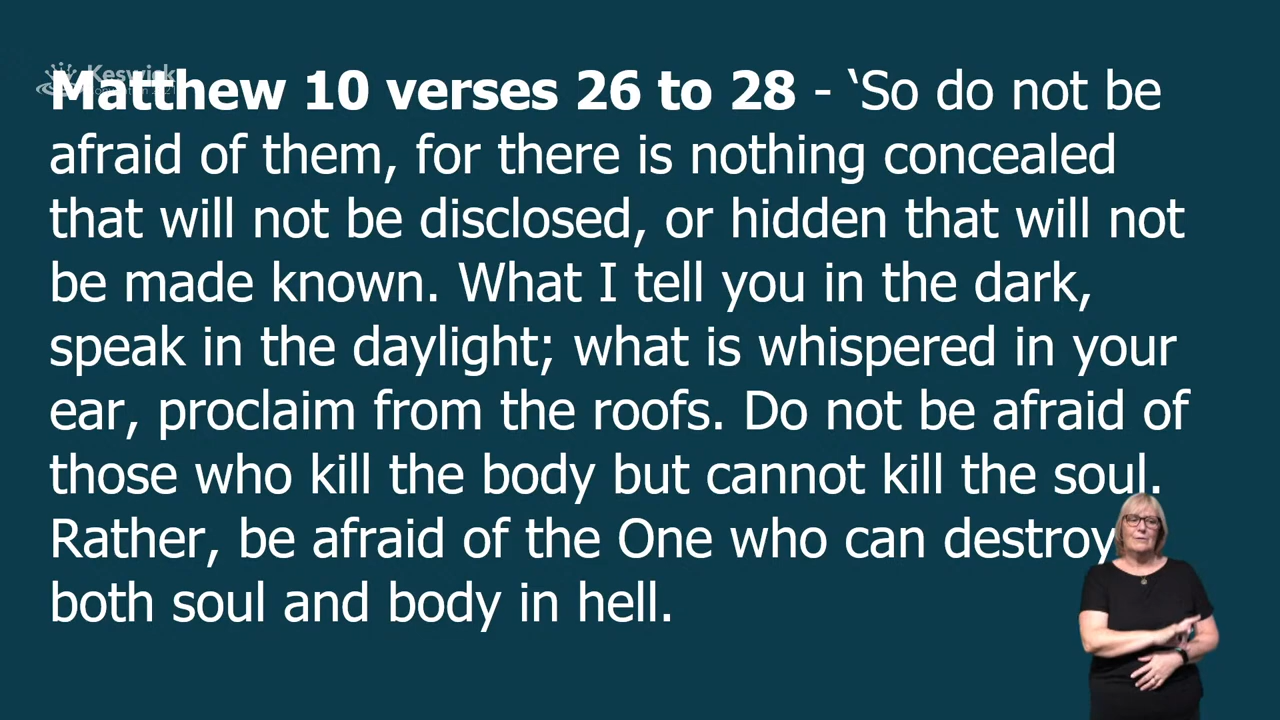 Keswick
Matthew 10 verses 26 to 28 - ‘So do not be
afraid of them, for there is nothing concealed
that will not be disclosed, or hidden that will not
be made known. What I tell you in the dark,
speak in the daylight; what is whispered in your
ear, proclaim from the roofs. Do not be afraid of
those who kill the body but cannot kill the soul.
Rather, be afraid of the One who can destroy
both soul and body in hell.